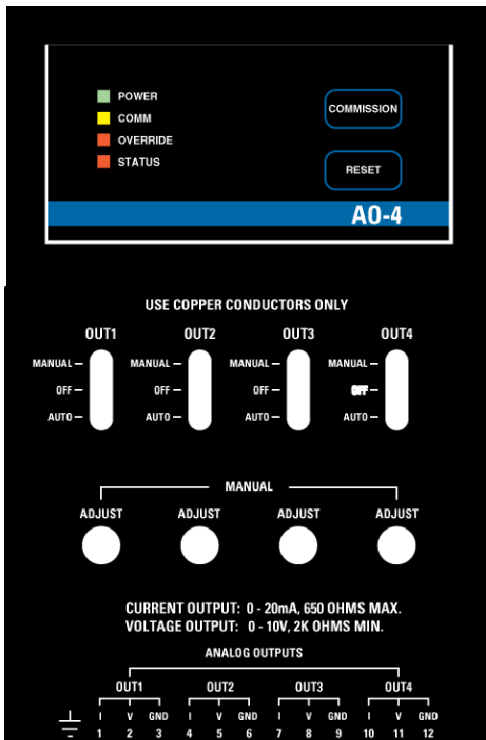 POWER
COMM
OVERRIDE
STATUS
COMMISSION
RESET
AO-4
USE COPPER CONDUCTORS ONLY
OUT1 OUT2 OUT3 OUT4
MANUAL – MANUAL – MANUAL – MANUAL –
OFF – OFF – OFF – OFF –
AUTO – AUTO – AUTO – AUTO –
MANUAL
ADJUST ADJUST ADJUST ADJUST
CURRENT OUTPUT: 0 - 20mA, 650 OHMS MAX.
VOLTAGE OUTPUT: 0 - 10V, 2K OHMS MIN.
ANALOG OUTPUTS
OUT1 OUT2 OUT3 OUT4
I V GND I V GND I V GND I V GND
1 2 3 4 5 6 7 8 9 10 11 12